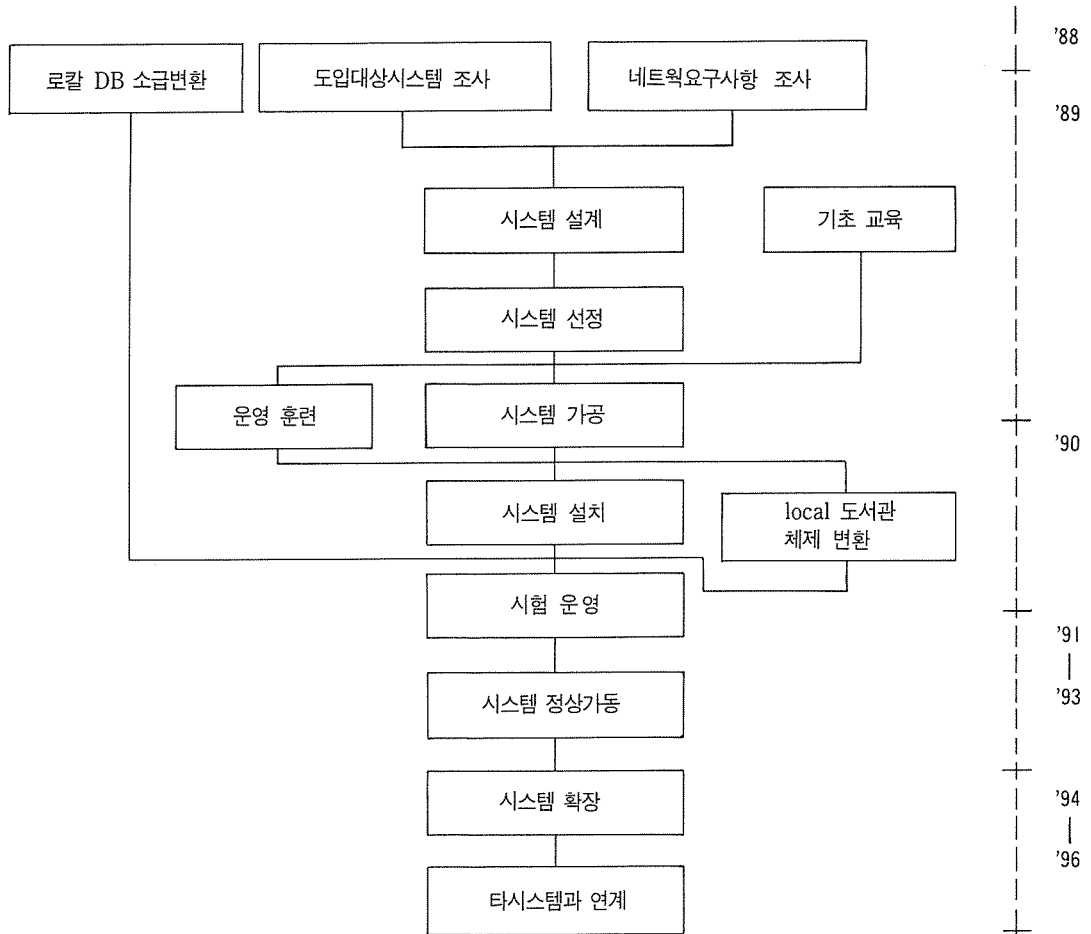 '88
로칼 DB 소급변환
도입대상시스템 조사
네트웍요구사항 조사
'89
시스템 설계
기초 교육
시스템 선정
운영 훈련
시스템 가공
'90
시스템 설치
local 도서관
체제 변환
시험 운영
'91
|
'93
시스템 정상가동
시스템 확장
'94
|
'96
타시스템과 연계